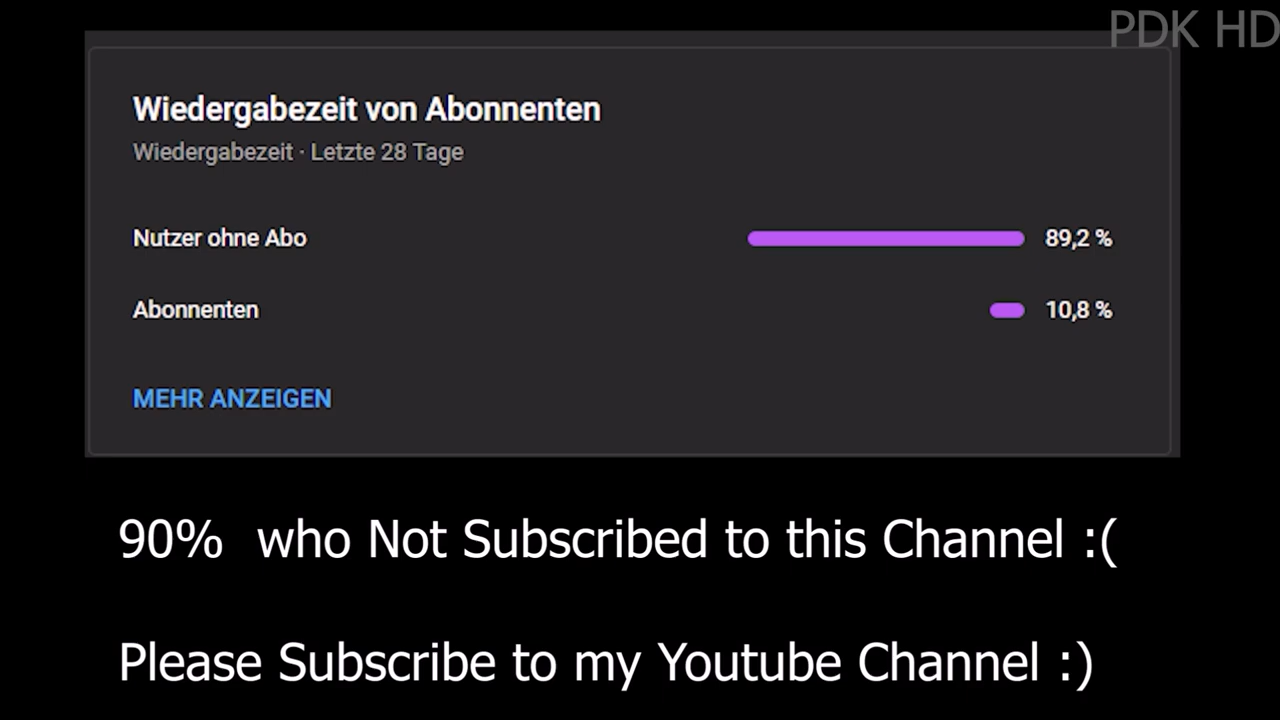 PDK HD
Wiedergabezeit von Abonnenten
Wiedergabezeit · Letzte 28 Tage
Nutzer ohne Abo 89,2 %
Abonnenten 10,8 %
MEHR ANZEIGEN
90% who Not Subscribed to this Channel :(
Please Subscribe to my Youtube Channel :)